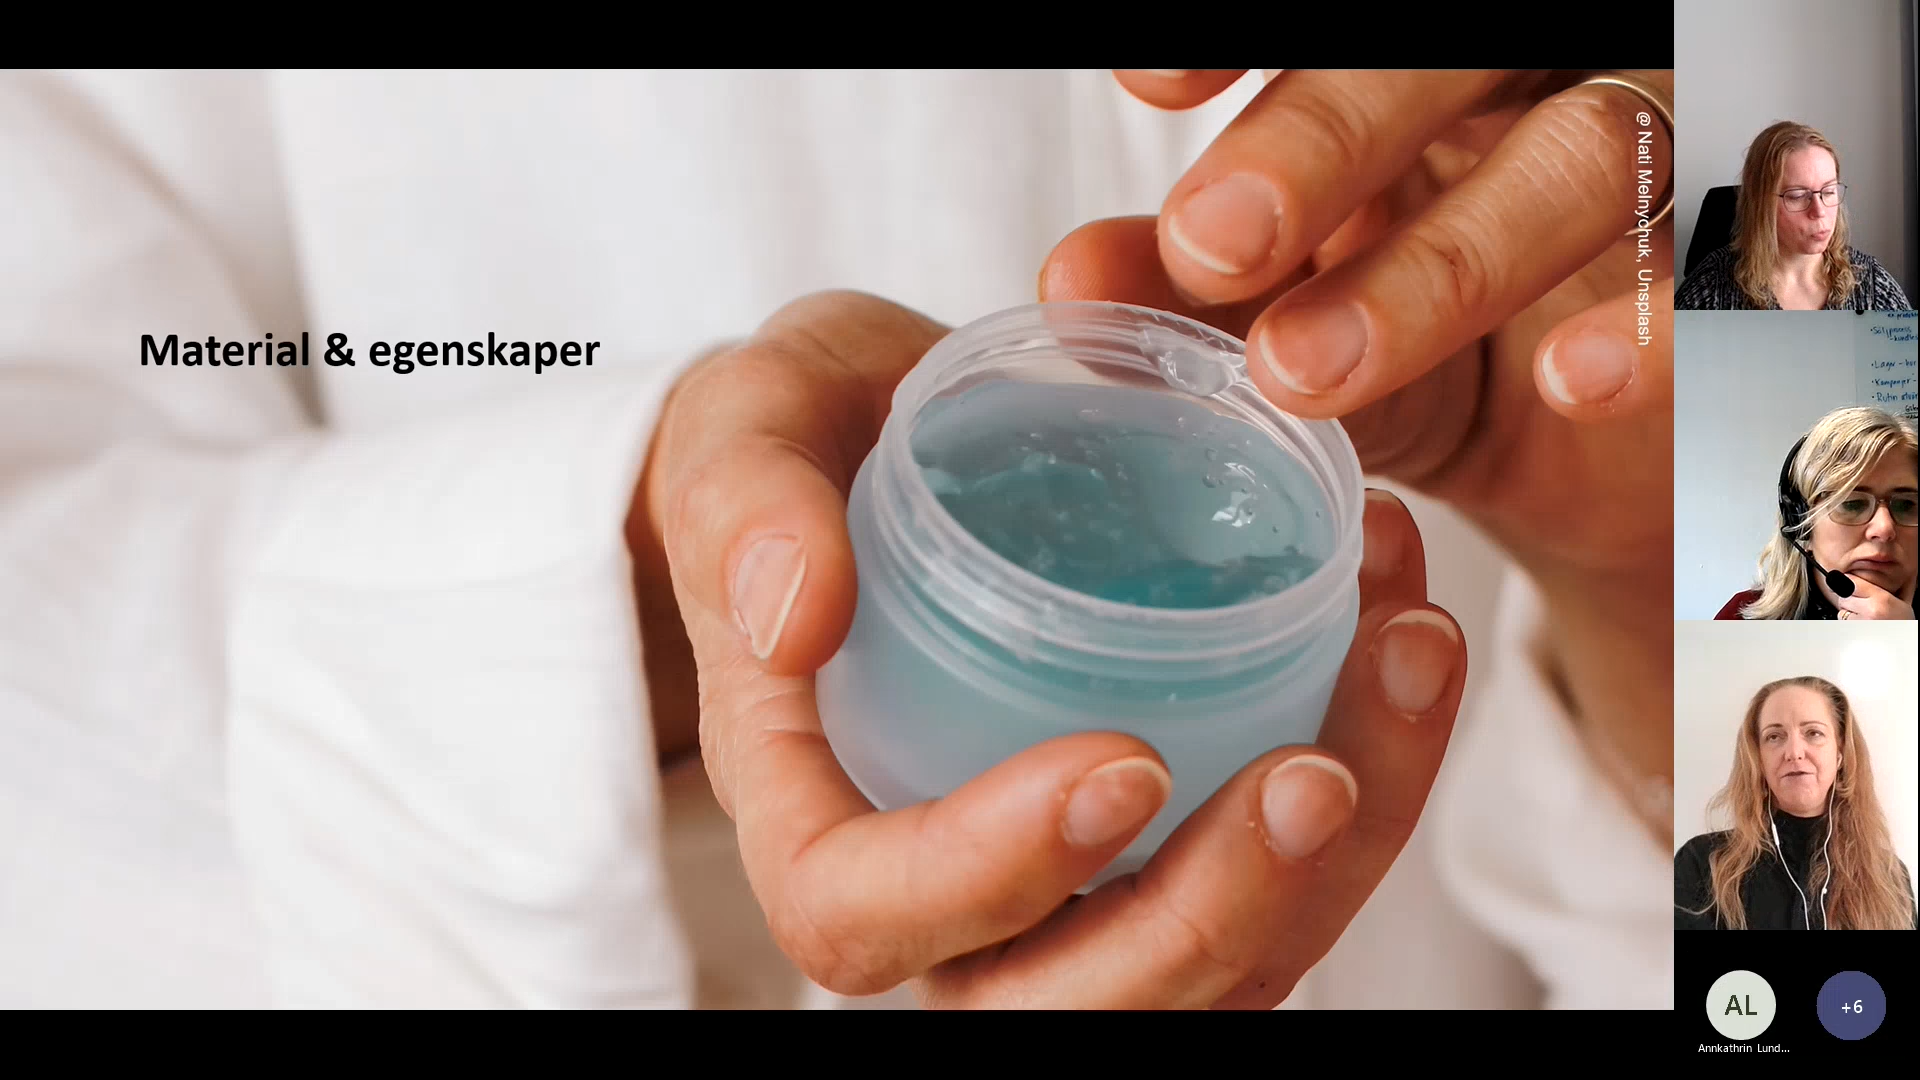 Material & egenskaper
@ Nati Melnychuk, Unsplash
AL
+6
Annkathrin Lund...